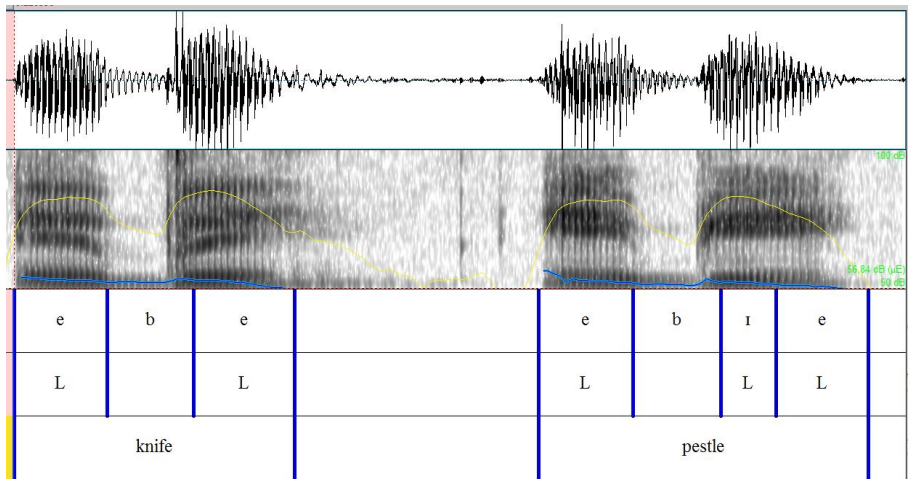 100 dB
56.84 dB (µE)
50 dB
e b e e b ɪ e
L L L L L
knife pestle